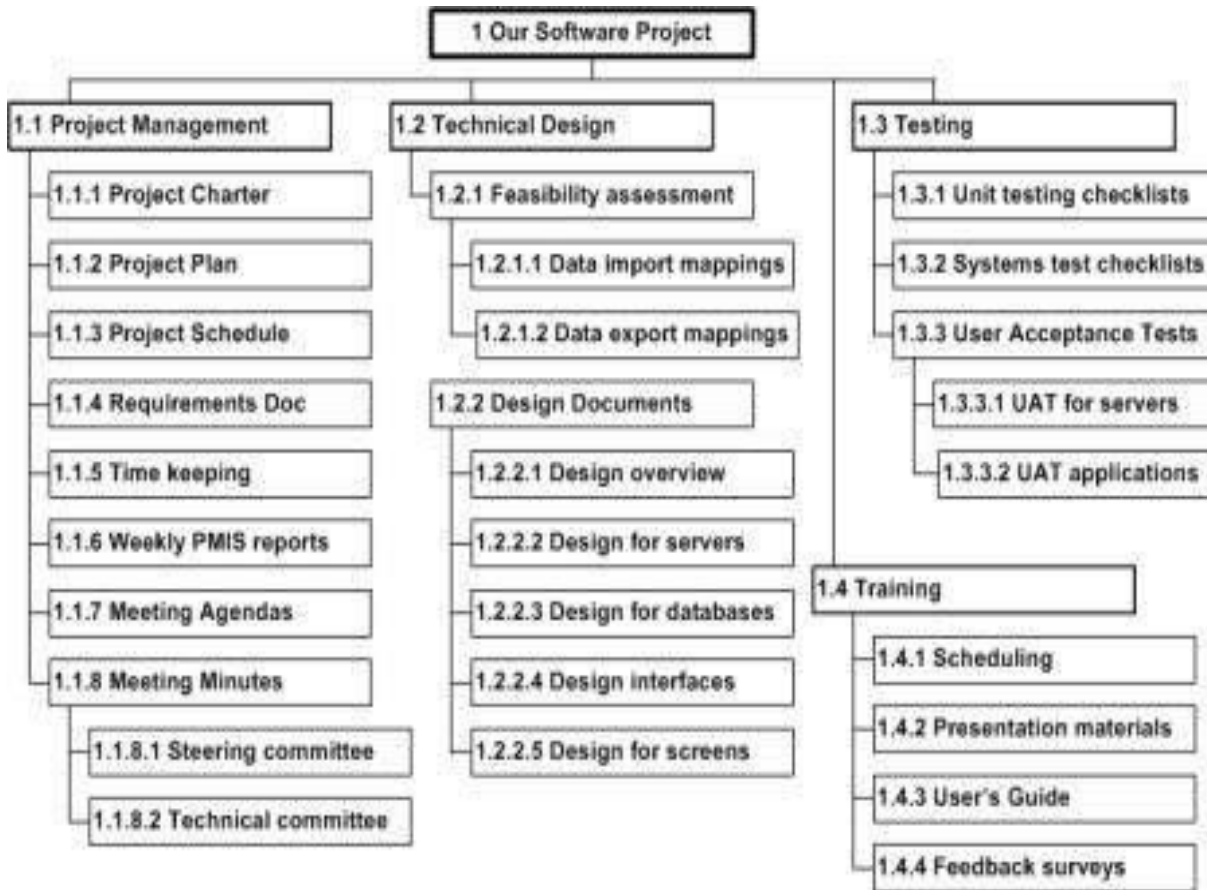 1 Our Software Project
1.1 Project Management
1.1.1 Project Charter
1.1.2 Project Plan
1.1.3 Project Schedule
1.1.4 Requirements Doc
1.1.5 Time keeping
1.1.6 Weekly PMIS reports
1.1.7 Meeting Agendas
1.1.8 Meeting Minutes
1.1.8.1 Steering committee
1.1.8.2 Technical committee
1.2 Technical Design
1.2.1 Feasibility assessment
1.2.1.1 Data import mappings
1.2.1.2 Data export mappings
1.2.2 Design Documents
1.2.2.1 Design overview
1.2.2.2 Design for servers
1.2.2.3 Design for databases
1.2.2.4 Design interfaces
1.2.2.5 Design for screens
1.3 Testing
1.3.1 Unit testing checklists
1.3.2 Systems test checklists
1.3.3 User Acceptance Tests
1.3.3.1 UAT for servers
1.3.3.2 UAT applications
1.4 Training
1.4.1 Scheduling
1.4.2 Presentation materials
1.4.3 User's Guide
1.4.4 Feedback surveys